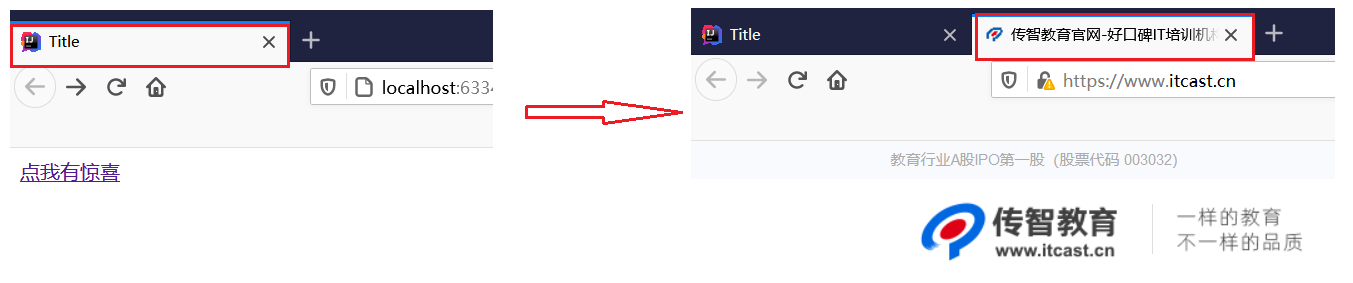 Title
localhost:6334
点我有惊喜
Title
传智教育官网-好口碑IT培训机构
https://www.itcast.cn
教育行业A股IPO第一股（股票代码 003032）
传智教育
www.itcast.cn
一样的教育
不一样的品质